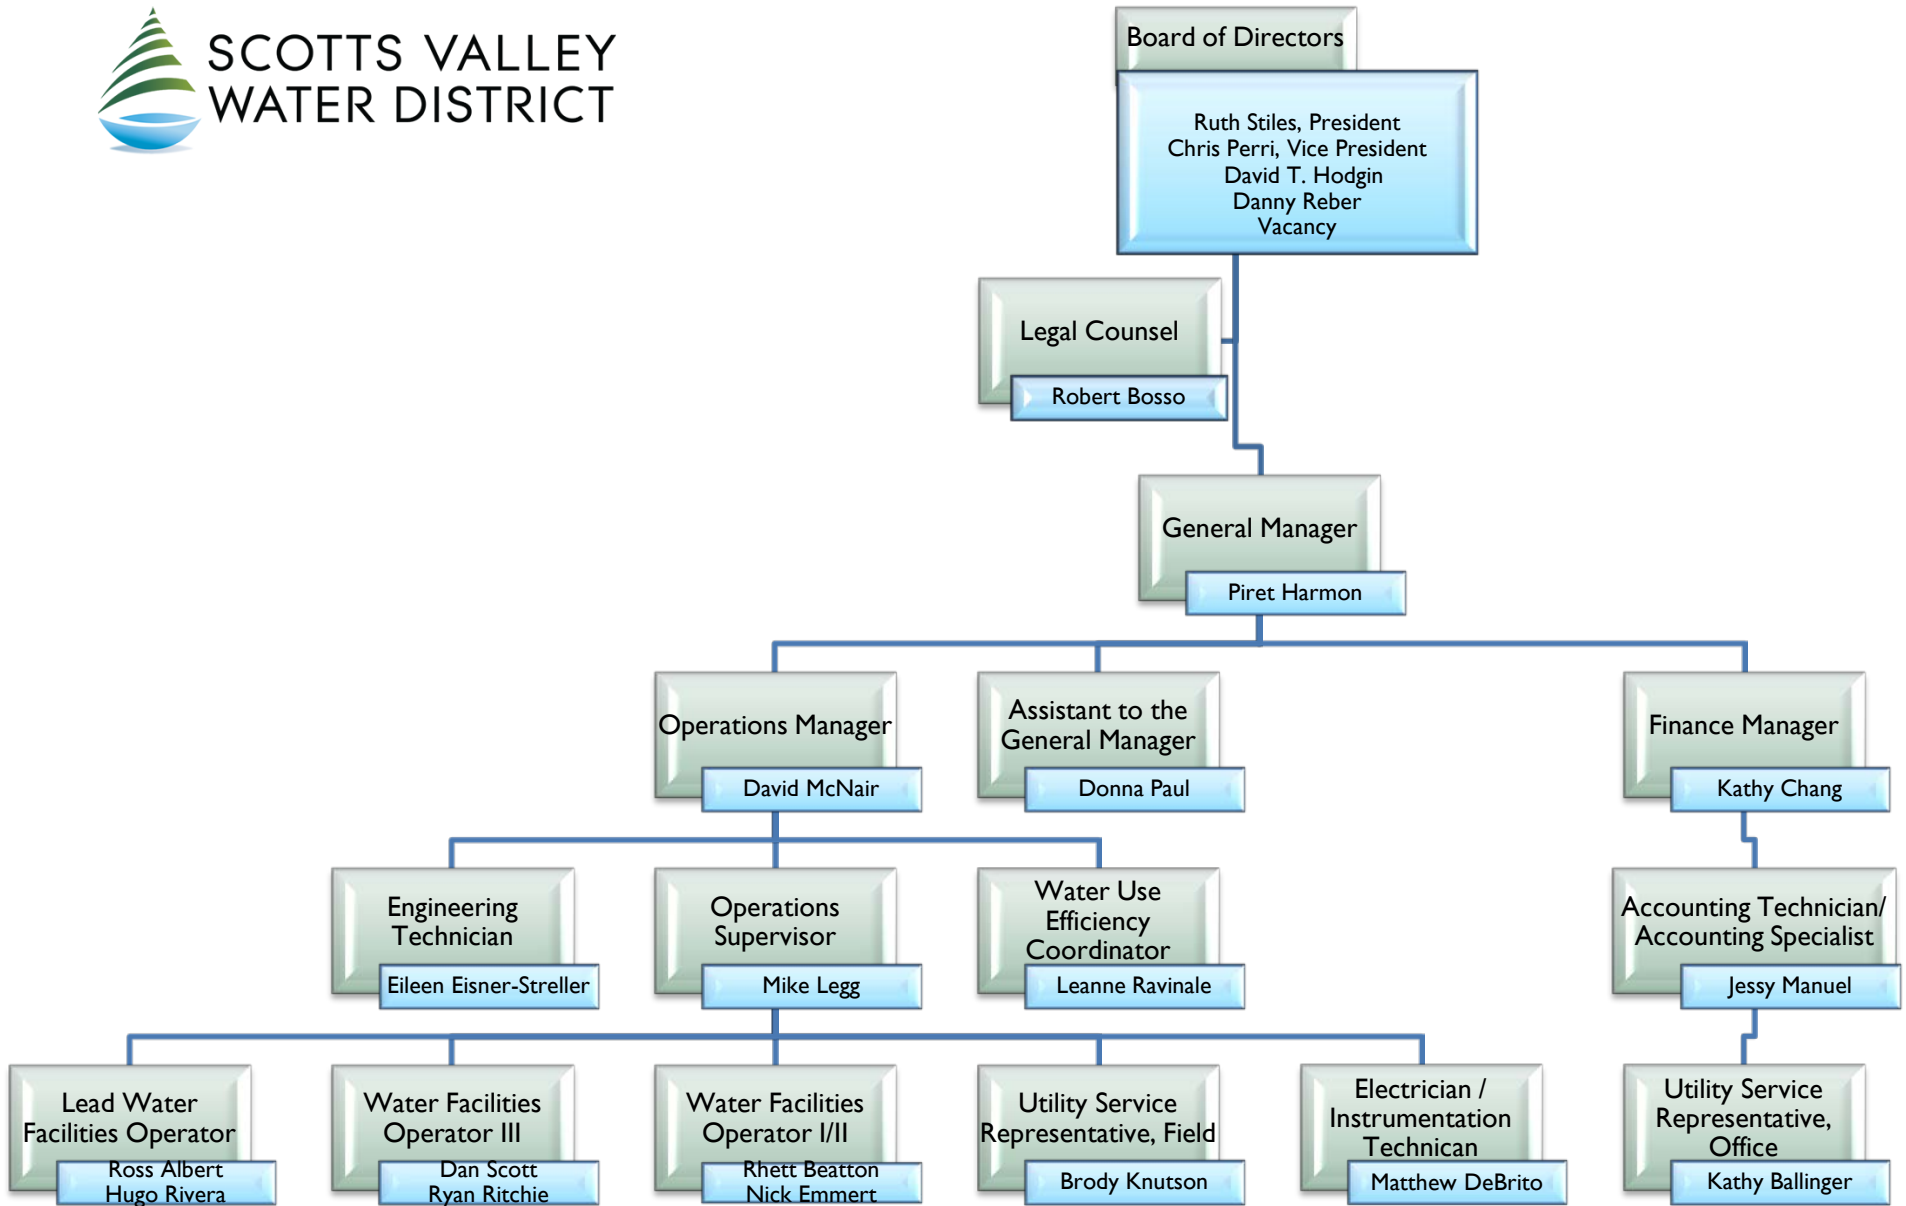 SCOTTS VALLEY
WATER DISTRICT
Board of Directors
Ruth Stiles, President
Chris Perri, Vice President
David T. Hodgin
Danny Reber
Vacancy
Legal Counsel
Robert Bosso
General Manager
Piret Harmon
Operations Manager
David McNair
Assistant to the
General Manager
Donna Paul
Finance Manager
Kathy Chang
Engineering
Technician
Eileen Eisner-Streller
Operations
Supervisor
Mike Legg
Water Use
Efficiency
Coordinator
Leanne Ravinale
Accounting Technician/
Accounting Specialist
Jessy Manuel
Lead Water
Facilities Operator
Ross Albert
Hugo Rivera
Water Facilities
Operator III
Dan Scott
Ryan Ritchie
Water Facilities
Operator I/II
Rhett Beatton
Nick Emmert
Utility Service
Representative, Field
Brody Knutson
Electrician /
Instrumentation
Technican
Matthew DeBrito
Utility Service
Representative,
Office
Kathy Ballinger